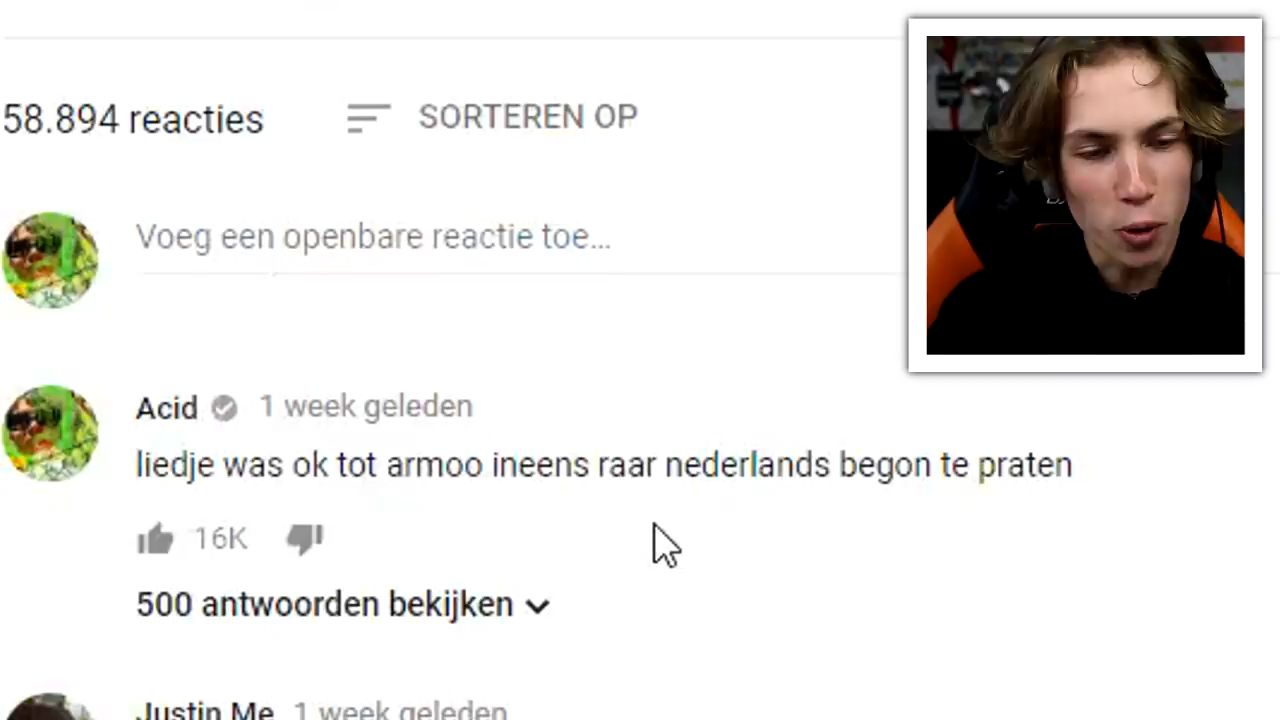 58.894 reacties SORTEREN OP
Voeg een openbare reactie toe...
Acid 1 week geleden
liedje was ok tot armoo ineens raar nederlands begon te praten
16K
500 antwoorden bekijken
Justin Me 1 week geleden